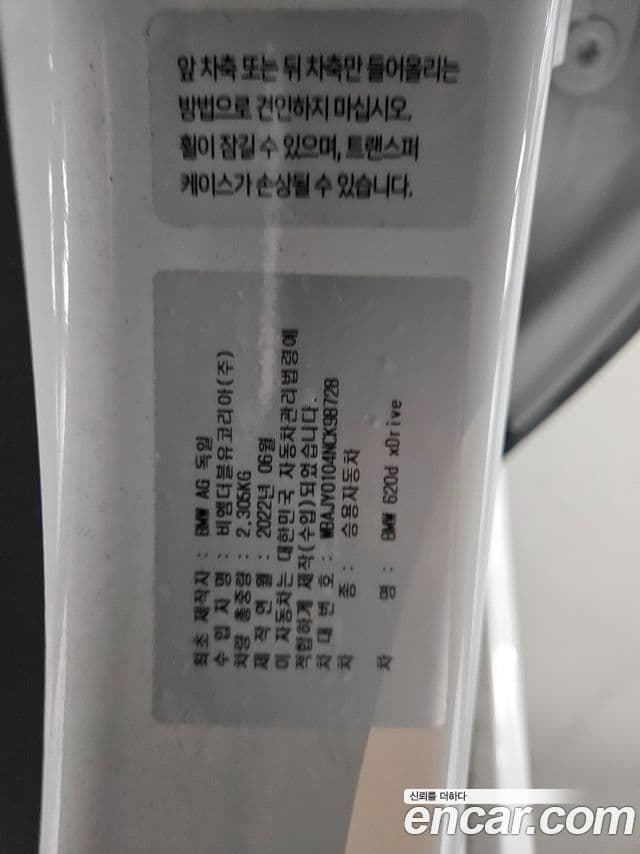 앞 차축 또는 뒤 차축만 들어올리는
방법으로 견인하지 마십시오.
휠이 잠길 수 있으며, 트랜스퍼
케이스가 손상될 수 있습니다.
최초 제작자 : BMW AG 독일
수 입 자 명 : 비엠더블유코리아(주)
차량 총중량 : 2,305KG
제 작 연 월 : 2022년 06월
이 자동차는 대한민국 자동차관리법령에
적합하게 제작(수입)되었습니다.
차 대 번 호 : WBAJY0104NCK98728
차 종 : 승용자동차
차 명 : BMW 620d xDrive
신뢰를 더하다
encar.com